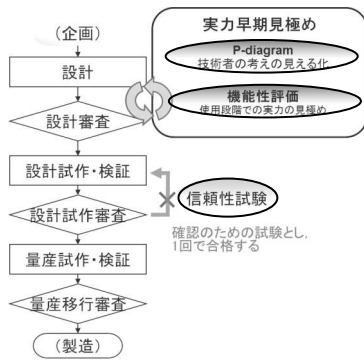 （企画）
設計
設計審査
設計試作・検証
設計試作審査
量産試作・検証
量産移行審査
（製造）
実力早期見極め
P-diagram
技術者の考えの見える化
機能性評価
使用段階での実力の見極め
信頼性試験
確認のための試験とし，
1回で合格する